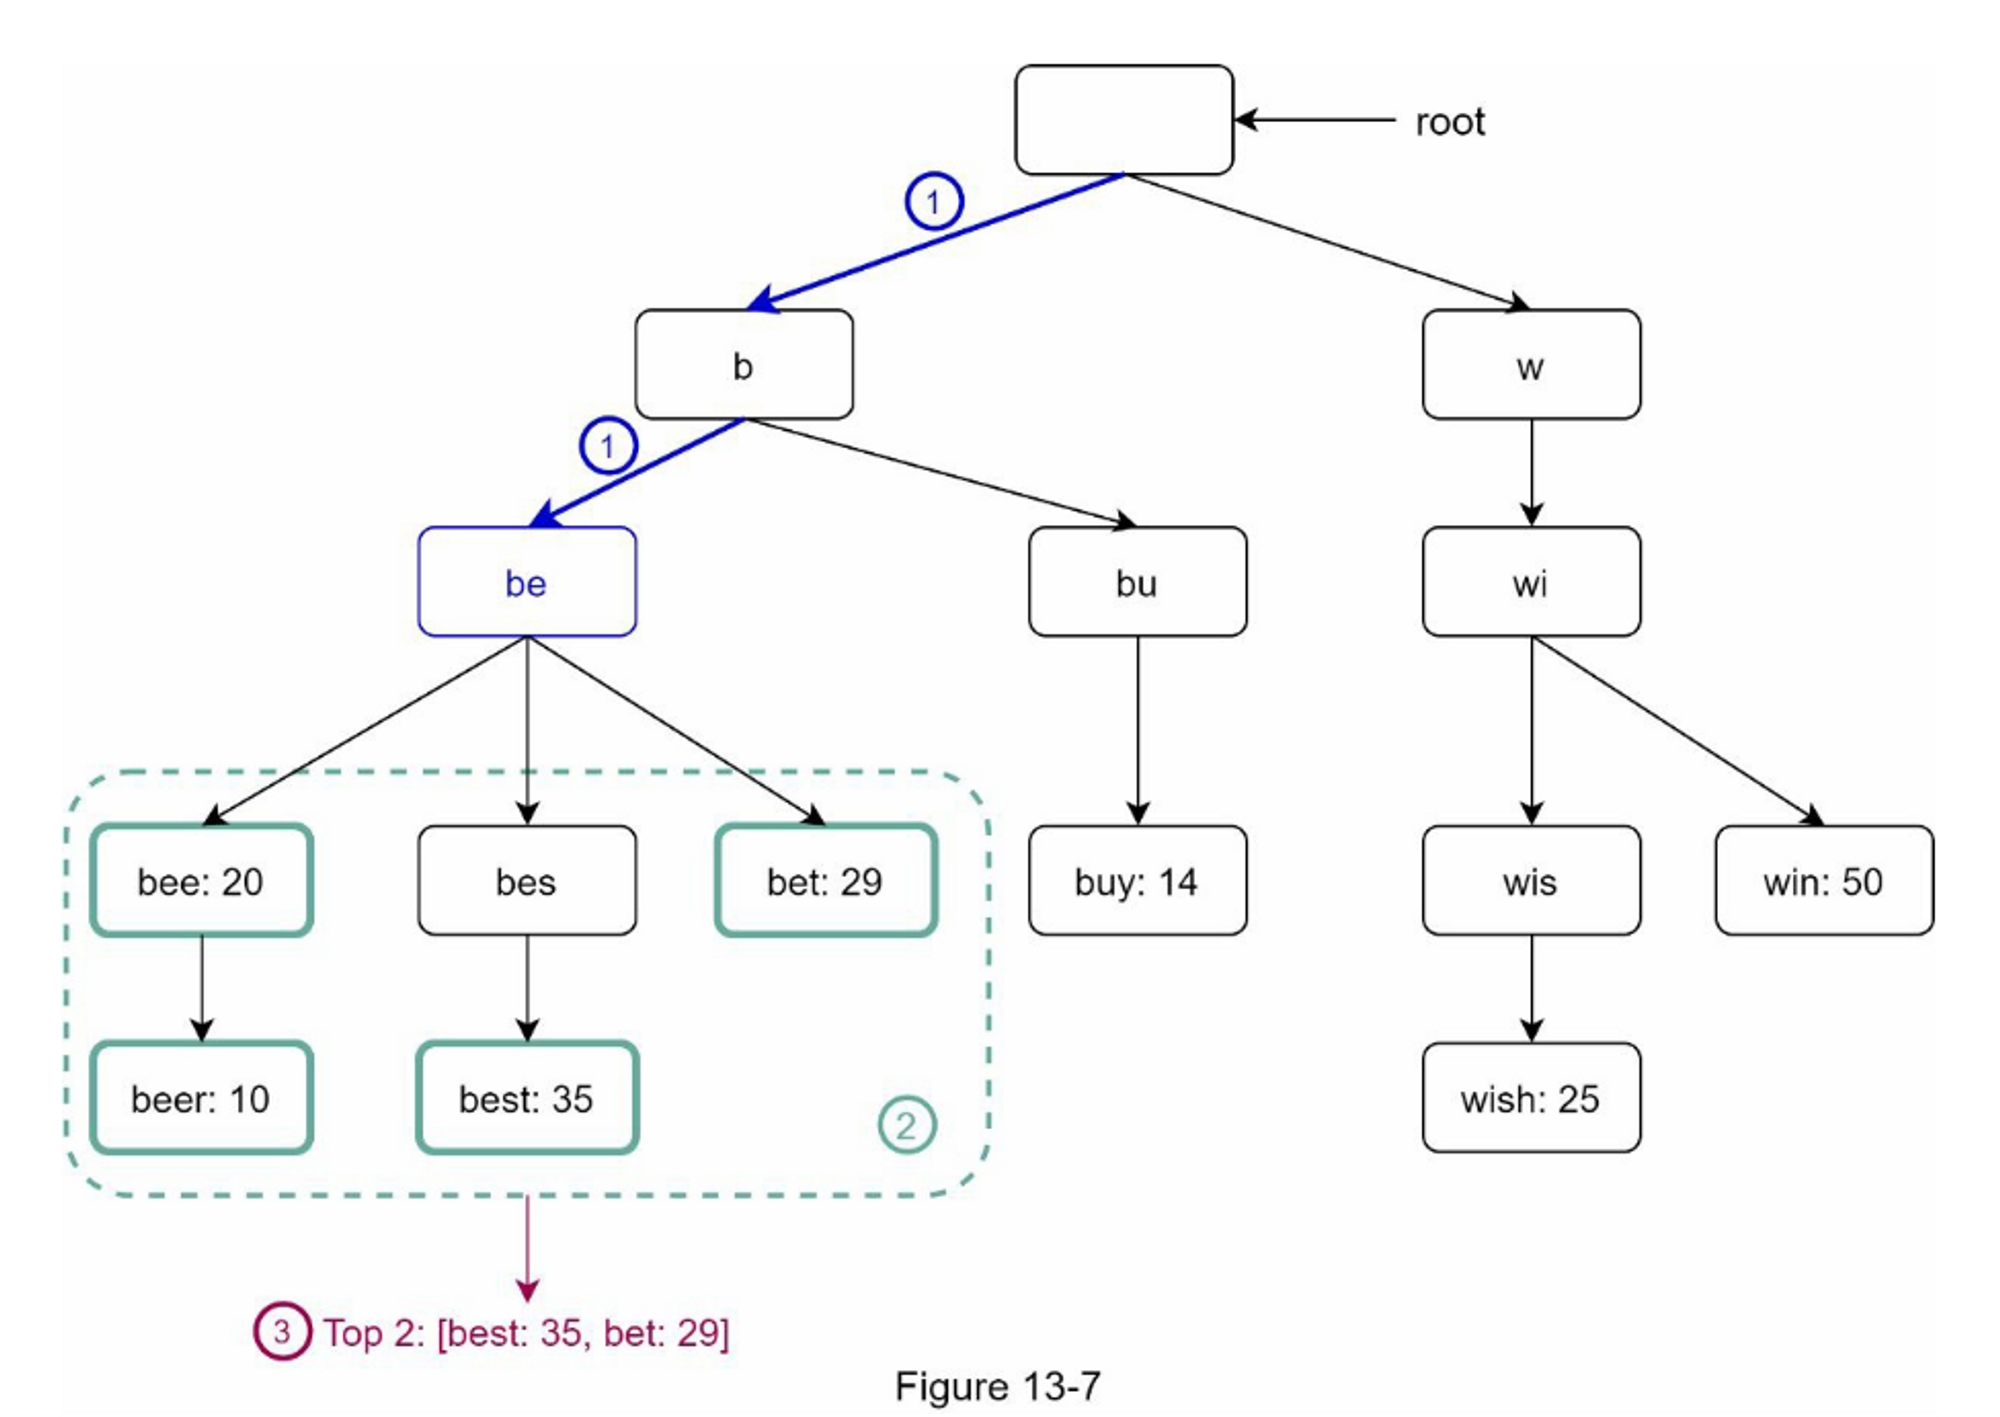 root
1
b
w
1
be
bu
wi
bee: 20
bes
bet: 29
buy: 14
wis
win: 50
beer: 10
best: 35
2
wish: 25
3 Top 2: [best: 35, bet: 29]
Figure 13-7